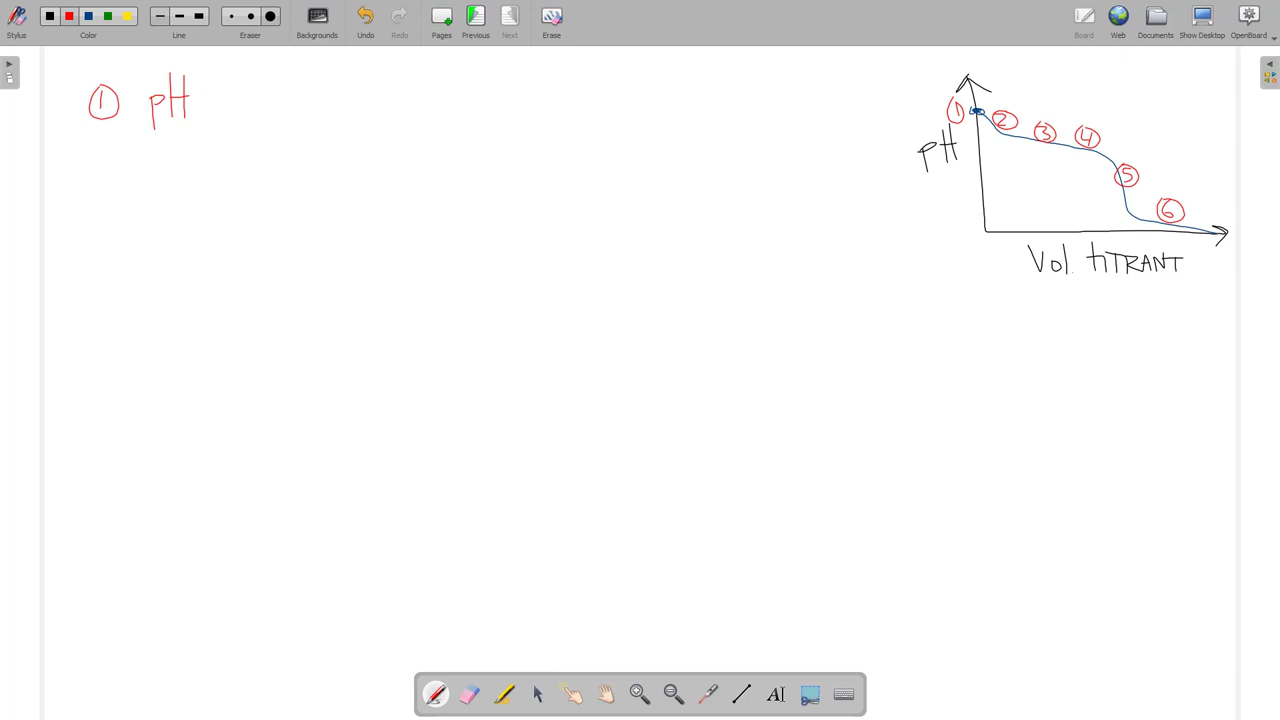 Stylus Color Line Eraser Backgrounds Undo Redo Pages Previous Next Erase Board Web Documents Show Desktop OpenBoard
① pH
①
②
③
④
⑤
⑥
pH
Vol. tiTRANT